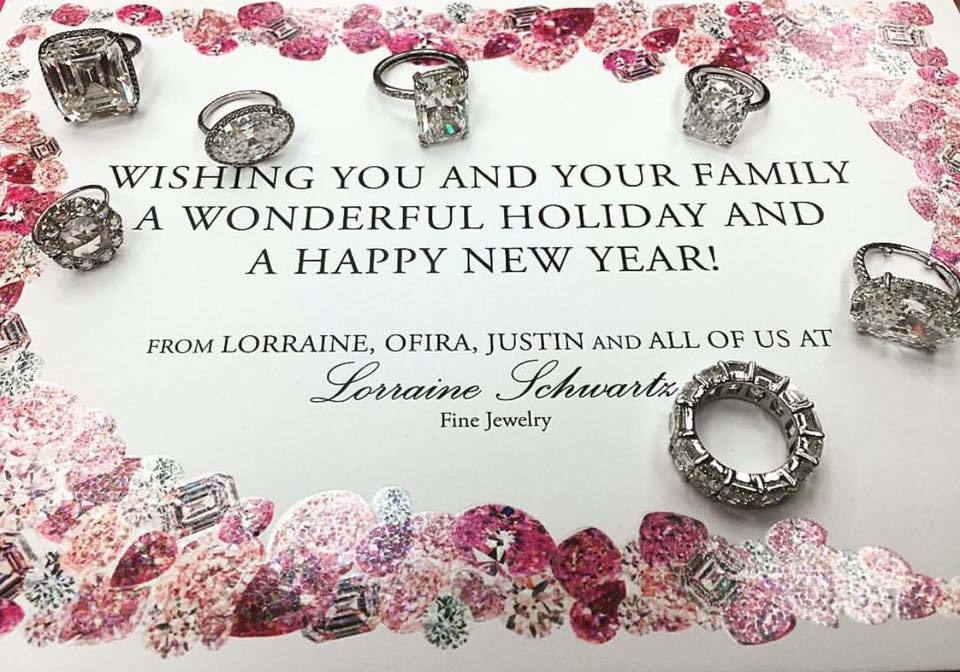 WISHING YOU AND YOUR FAMILY
A WONDERFUL HOLIDAY AND
A HAPPY NEW YEAR!
FROM LORRAINE, OFIRA, JUSTIN AND ALL OF US AT
Lorraine Schwartz
Fine Jewelry